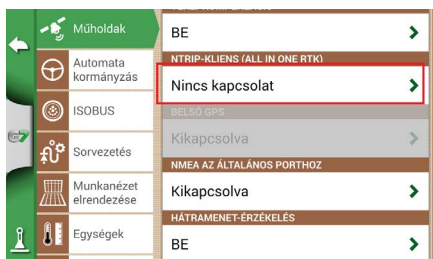 BE
Műholdak
NTRIP-KLIENS (ALL IN ONE RTK)
Nincs kapcsolat
Automata
kormányzás
BELSŐ GPS
Kikapcsolva
ISOBUS
Sorvezetés
NMEA AZ ÁLTALÁNOS PORTHOZ
Kikapcsolva
Munkanézet
elrendezése
HÁTRAMENET-ÉRZÉKELÉS
BE
Egységek